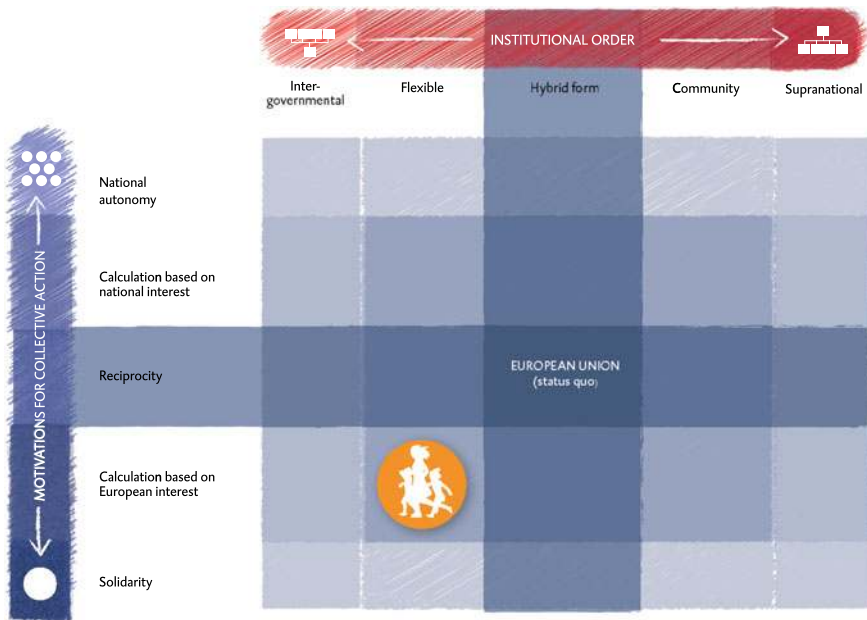 INSTITUTIONAL ORDER
Inter-
governmental
Flexible
Hybrid form
Community
Supranational
MOTIVATIONS FOR COLLECTIVE ACTION
National
autonomy
Calculation based on
national interest
Reciprocity
EUROPEAN UNION
(status quo)
Calculation based on
European interest
Solidarity